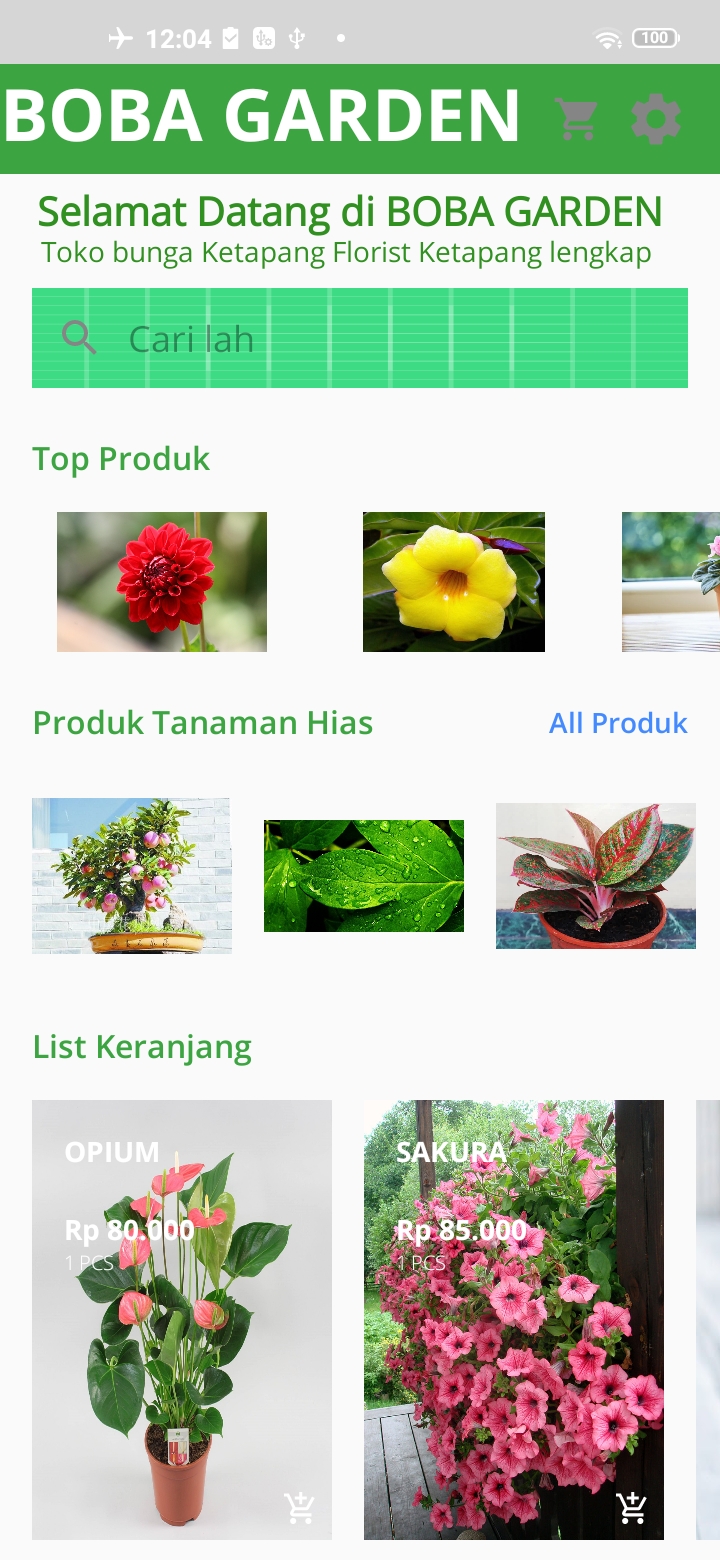 12:04
100
BOBA GARDEN
Selamat Datang di BOBA GARDEN
Toko bunga Ketapang Florist Ketapang lengkap
Cari lah
Top Produk
Produk Tanaman Hias
All Produk
List Keranjang
OPIUM
Rp 80.000
1 PCS
SAKURA
Rp 85.000
1 PCS